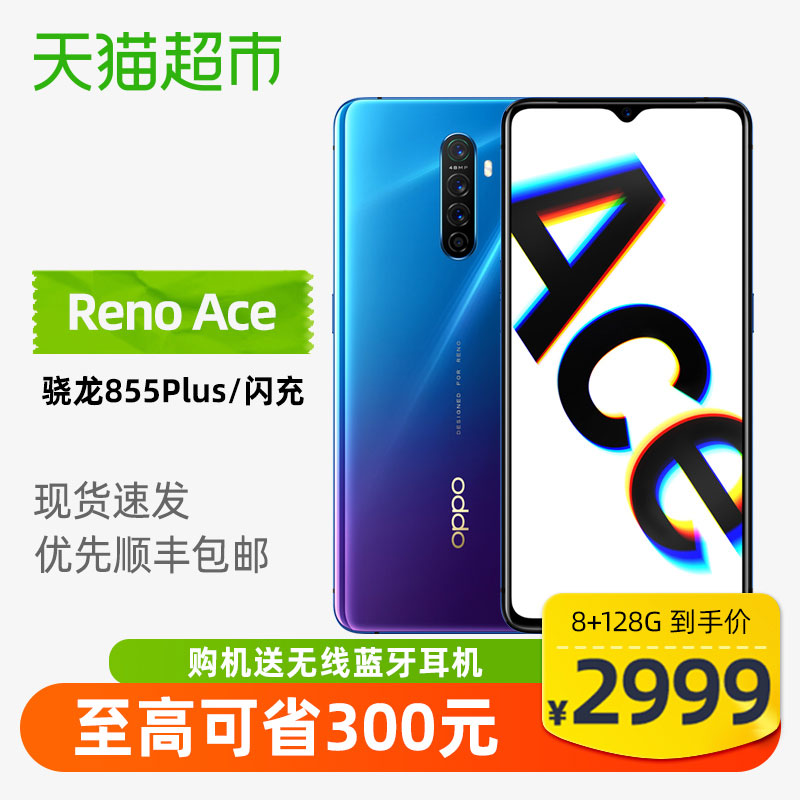 天猫超市
48MP
Reno Ace
骁龙855Plus/闪充
DESIGNED FOR RENO
oppo
Ace
现货速发
优先顺丰包邮
8+128G 到手价
¥2999
购机送无线蓝牙耳机
至高可省300元